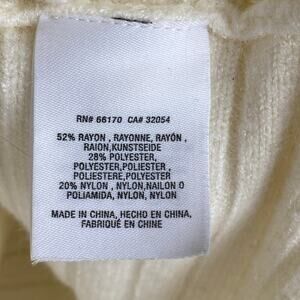 RN# 66170 CA# 32054
52% RAYON , RAYONNE, RAYÓN ,
RAION,KUNSTSEIDE
28% POLYESTER,
POLYESTER,POLIÉSTER ,
POLIESTERE,POLYESTER
20% NYLON , NYLON,NAILON O
POLIAMIDA, NYLON, NYLON
MADE IN CHINA, HECHO EN CHINA,
FABRIQUÉ EN CHINE